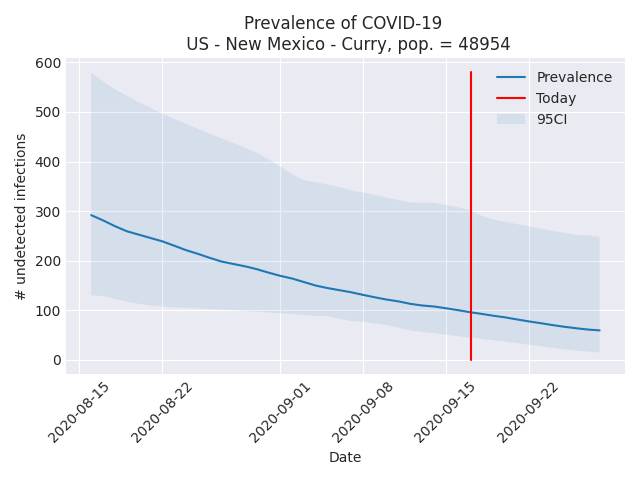 Prevalence of COVID-19
US - New Mexico - Curry, pop. = 48954
Prevalence
Today
95CI
# undetected infections
600
500
400
300
200
100
0
2020-08-15
2020-08-22
2020-09-01
2020-09-08
2020-09-15
2020-09-22
Date